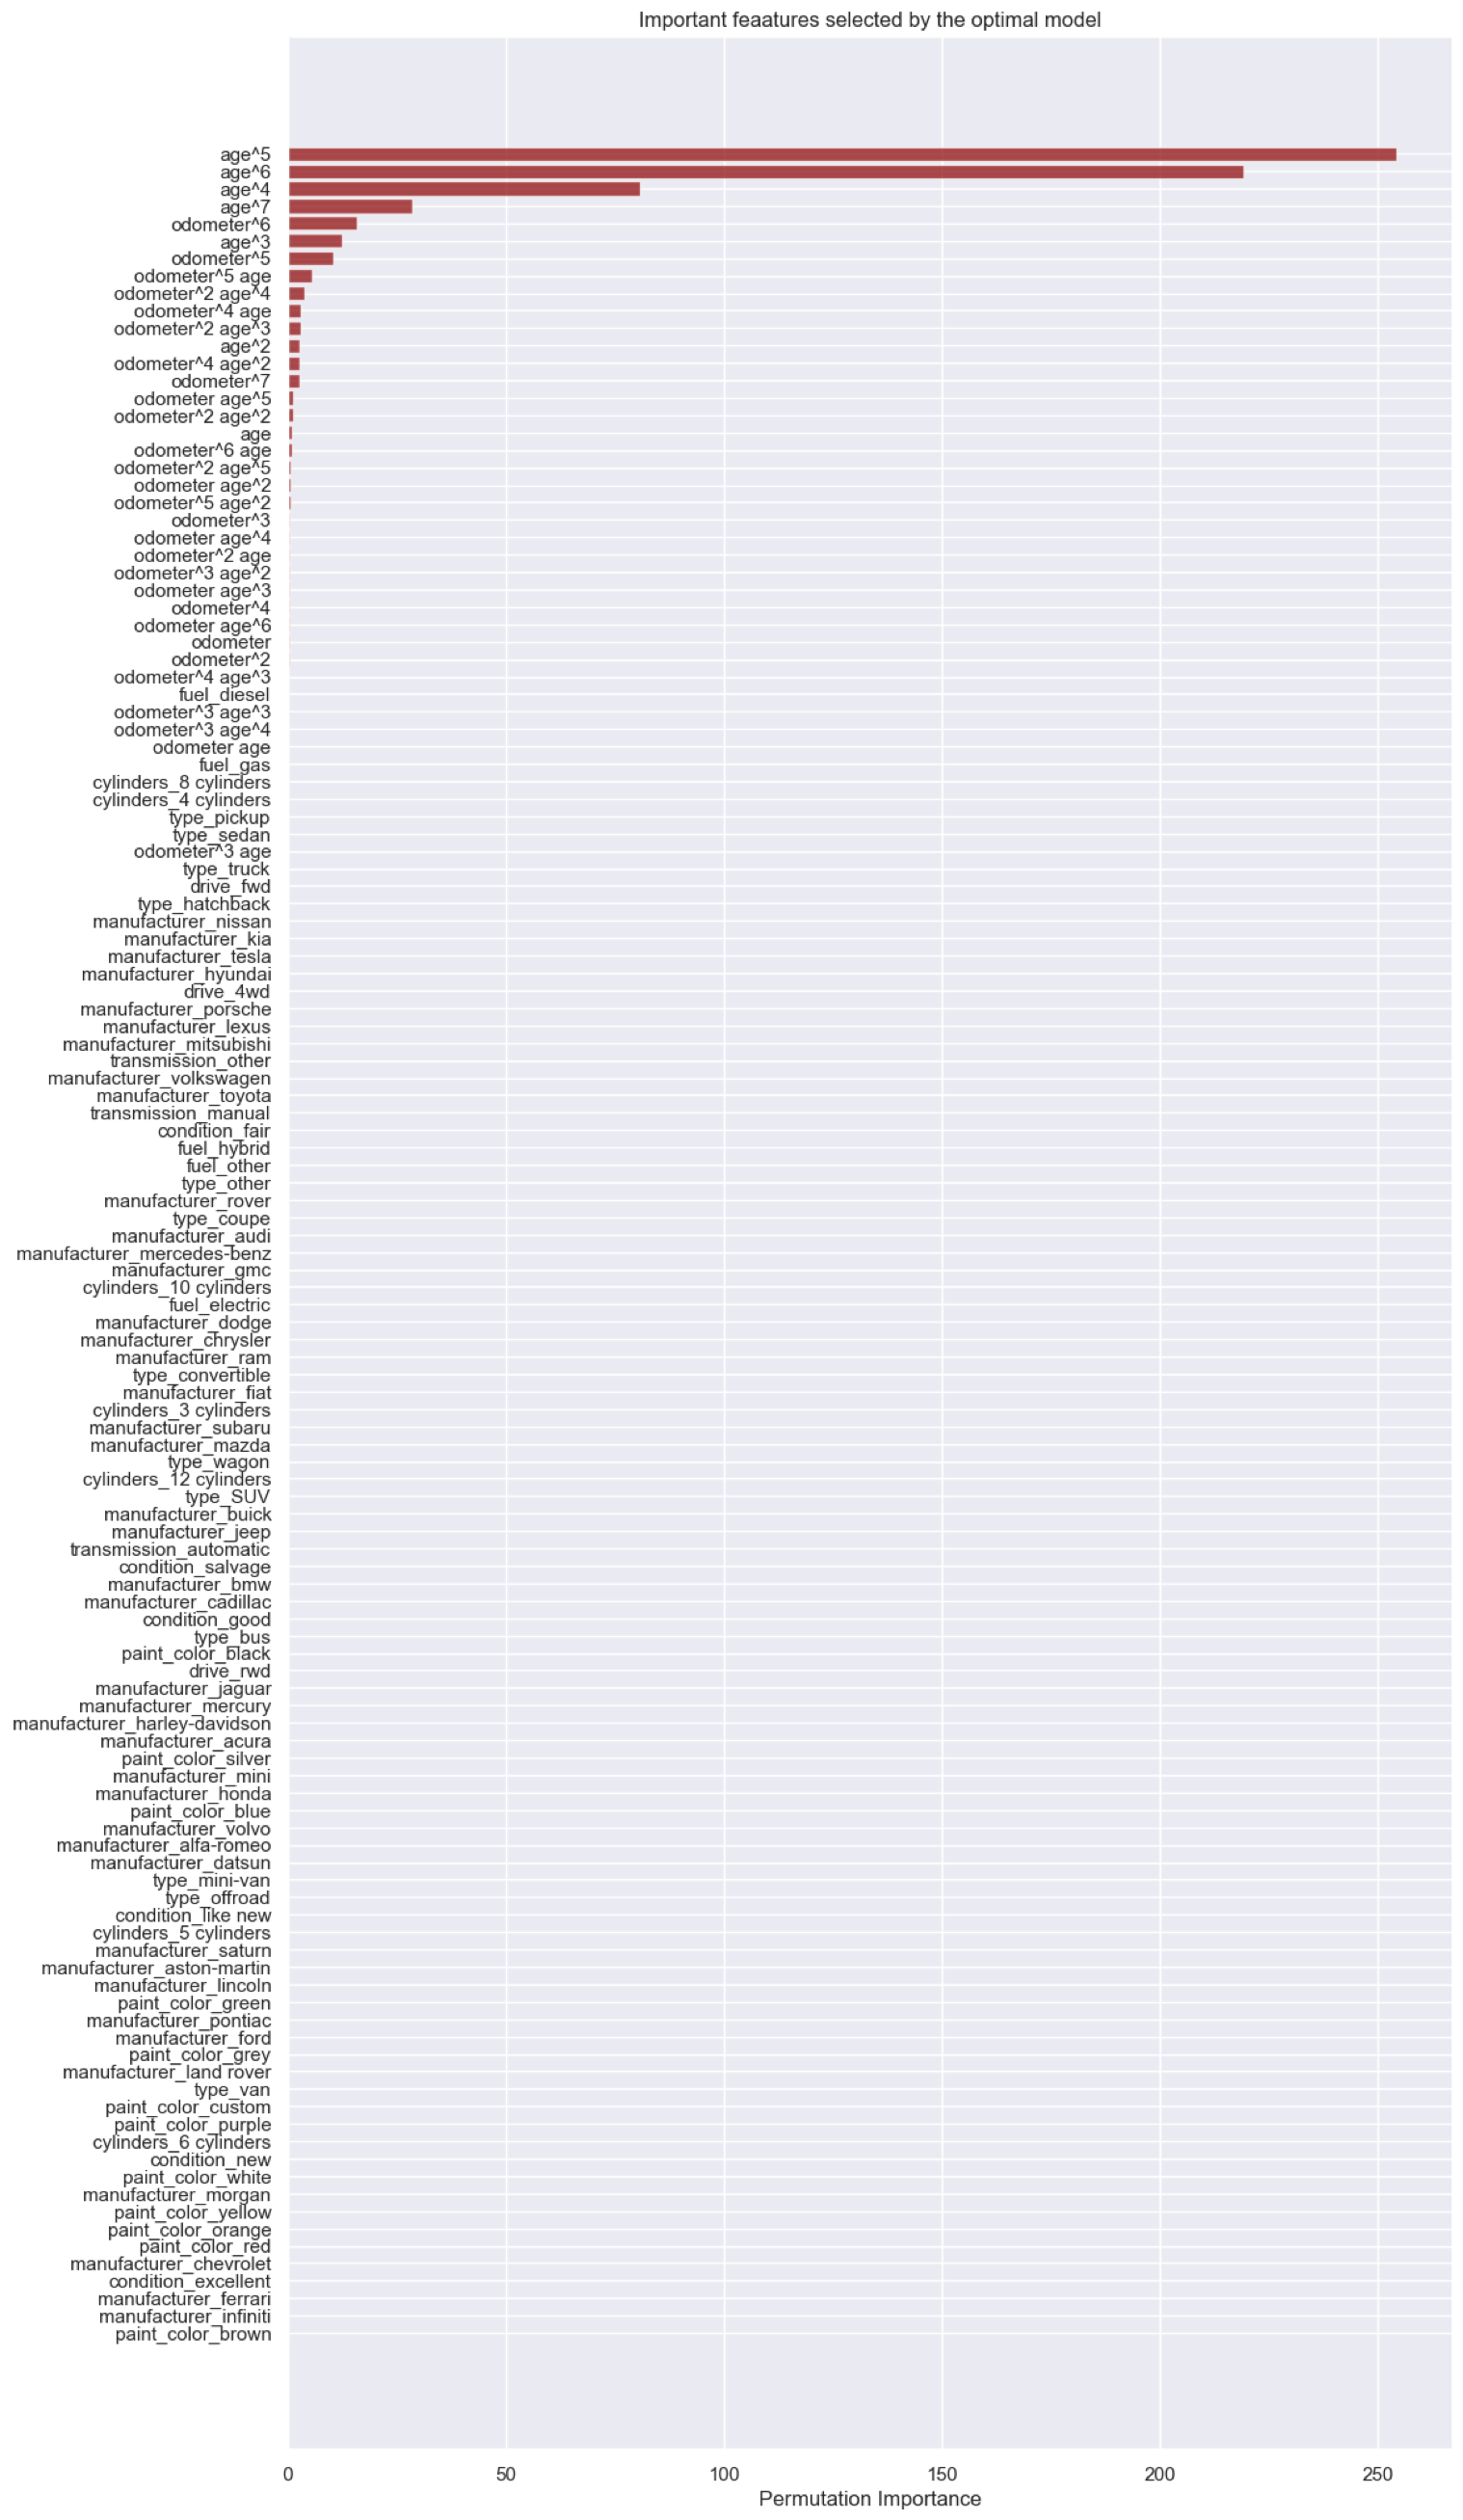 Important feaatures selected by the optimal model
age^5
age^6
age^4
age^7
odometer^6
age^3
odometer^5
odometer^5 age
odometer^2 age^4
odometer^4 age
odometer^2 age^3
age^2
odometer^4 age^2
odometer^7
odometer age^5
odometer^2 age^2
age
odometer^6 age
odometer^2 age^5
odometer age^2
odometer^5 age^2
odometer^3
odometer age^4
odometer^2 age
odometer^3 age^2
odometer age^3
odometer^4
odometer age^6
odometer
odometer^2
odometer^4 age^3
fuel_diesel
odometer^3 age^3
odometer^3 age^4
odometer age
fuel_gas
cylinders_8 cylinders
cylinders_4 cylinders
type_pickup
type_sedan
odometer^3 age
type_truck
drive_fwd
type_hatchback
manufacturer_nissan
manufacturer_kia
manufacturer_tesla
manufacturer_hyundai
drive_4wd
manufacturer_porsche
manufacturer_lexus
manufacturer_mitsubishi
transmission_other
manufacturer_volkswagen
manufacturer_toyota
transmission_manual
condition_fair
fuel_hybrid
fuel_other
type_other
manufacturer_rover
type_coupe
manufacturer_audi
manufacturer_mercedes-benz
manufacturer_gmc
cylinders_10 cylinders
fuel_electric
manufacturer_dodge
manufacturer_chrysler
manufacturer_ram
type_convertible
manufacturer_fiat
cylinders_3 cylinders
manufacturer_subaru
manufacturer_mazda
type_wagon
cylinders_12 cylinders
type_SUV
manufacturer_buick
manufacturer_jeep
transmission_automatic
condition_salvage
manufacturer_bmw
manufacturer_cadillac
condition_good
type_bus
paint_color_black
drive_rwd
manufacturer_jaguar
manufacturer_mercury
manufacturer_harley-davidson
manufacturer_acura
paint_color_silver
manufacturer_mini
manufacturer_honda
paint_color_blue
manufacturer_volvo
manufacturer_alfa-romeo
manufacturer_datsun
type_mini-van
type_offroad
condition_like new
cylinders_5 cylinders
manufacturer_saturn
manufacturer_aston-martin
manufacturer_lincoln
paint_color_green
manufacturer_pontiac
manufacturer_ford
paint_color_grey
manufacturer_land rover
type_van
paint_color_custom
paint_color_purple
cylinders_6 cylinders
condition_new
paint_color_white
manufacturer_morgan
paint_color_yellow
paint_color_orange
paint_color_red
manufacturer_chevrolet
condition_excellent
manufacturer_ferrari
manufacturer_infiniti
paint_color_brown
0 50 100 150 200 250
Permutation Importance